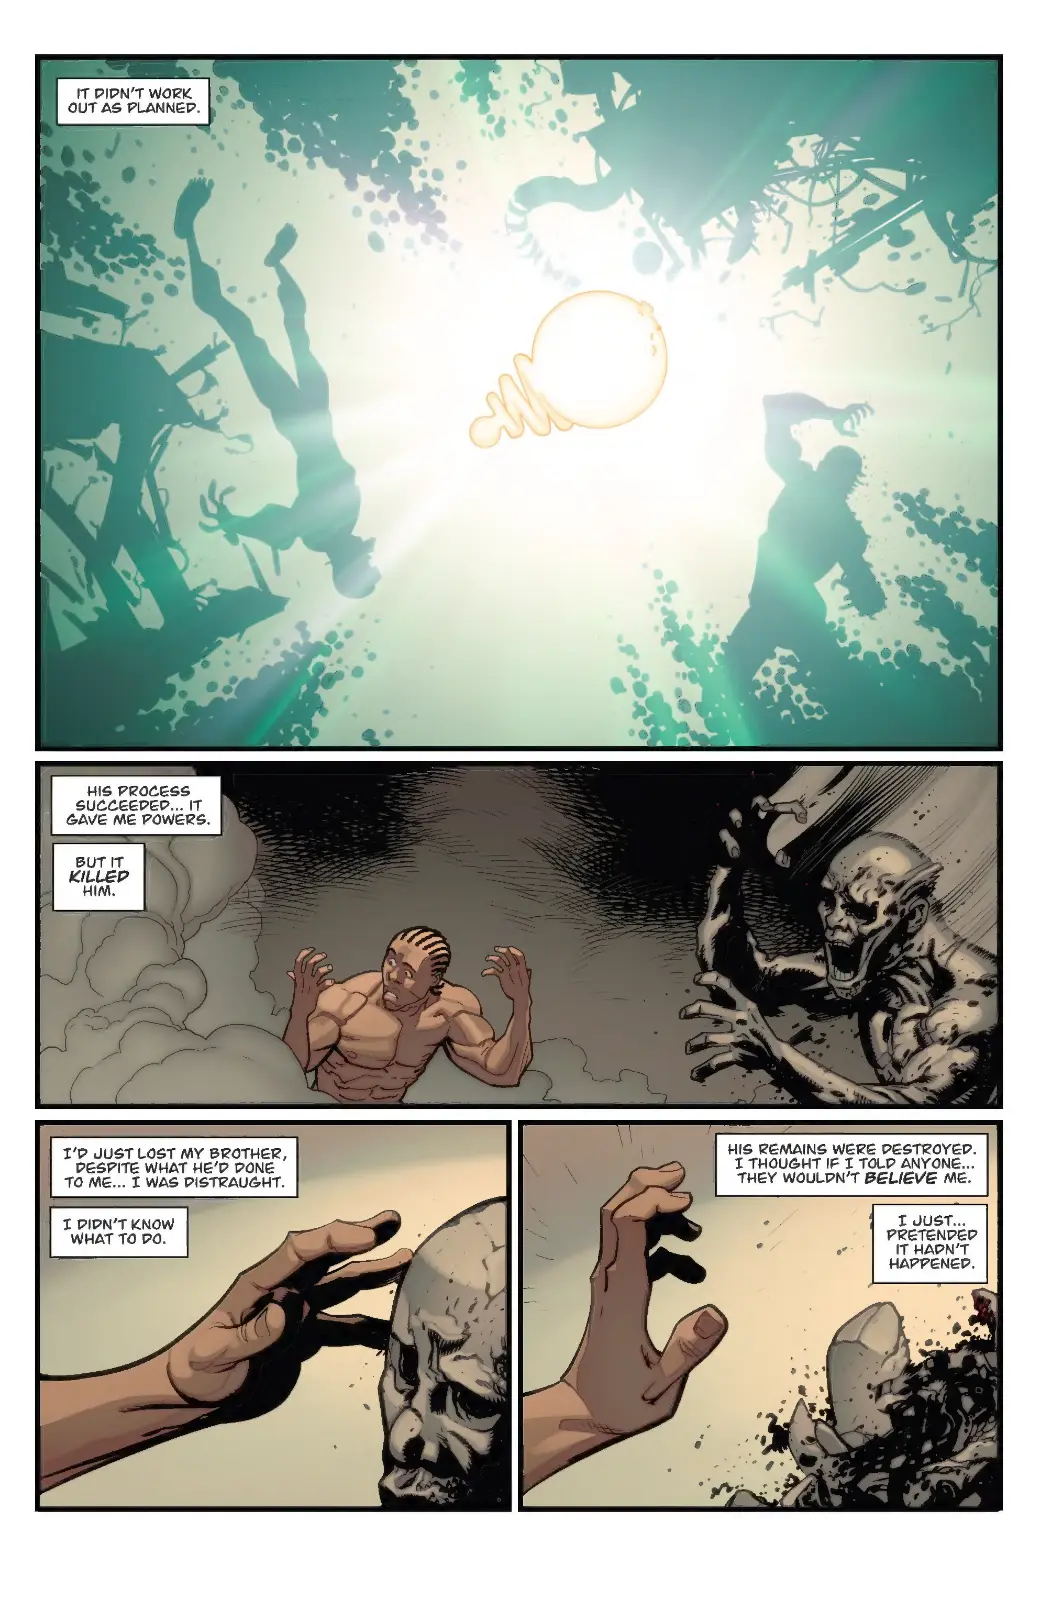 IT DIDN'T WORK
OUT AS PLANNED.
HIS PROCESS
SUCCEEDED... IT
GAVE ME POWERS.
BUT IT
KILLED
HIM.
I'D JUST LOST MY BROTHER,
DESPITE WHAT HE'D DONE
TO ME... I WAS DISTRAUGHT.
I DIDN'T KNOW
WHAT TO DO.
HIS REMAINS WERE DESTROYED.
I THOUGHT IF I TOLD ANYONE...
THEY WOULDN'T BELIEVE ME.
I JUST...
PRETENDED
IT HADN'T
HAPPENED.